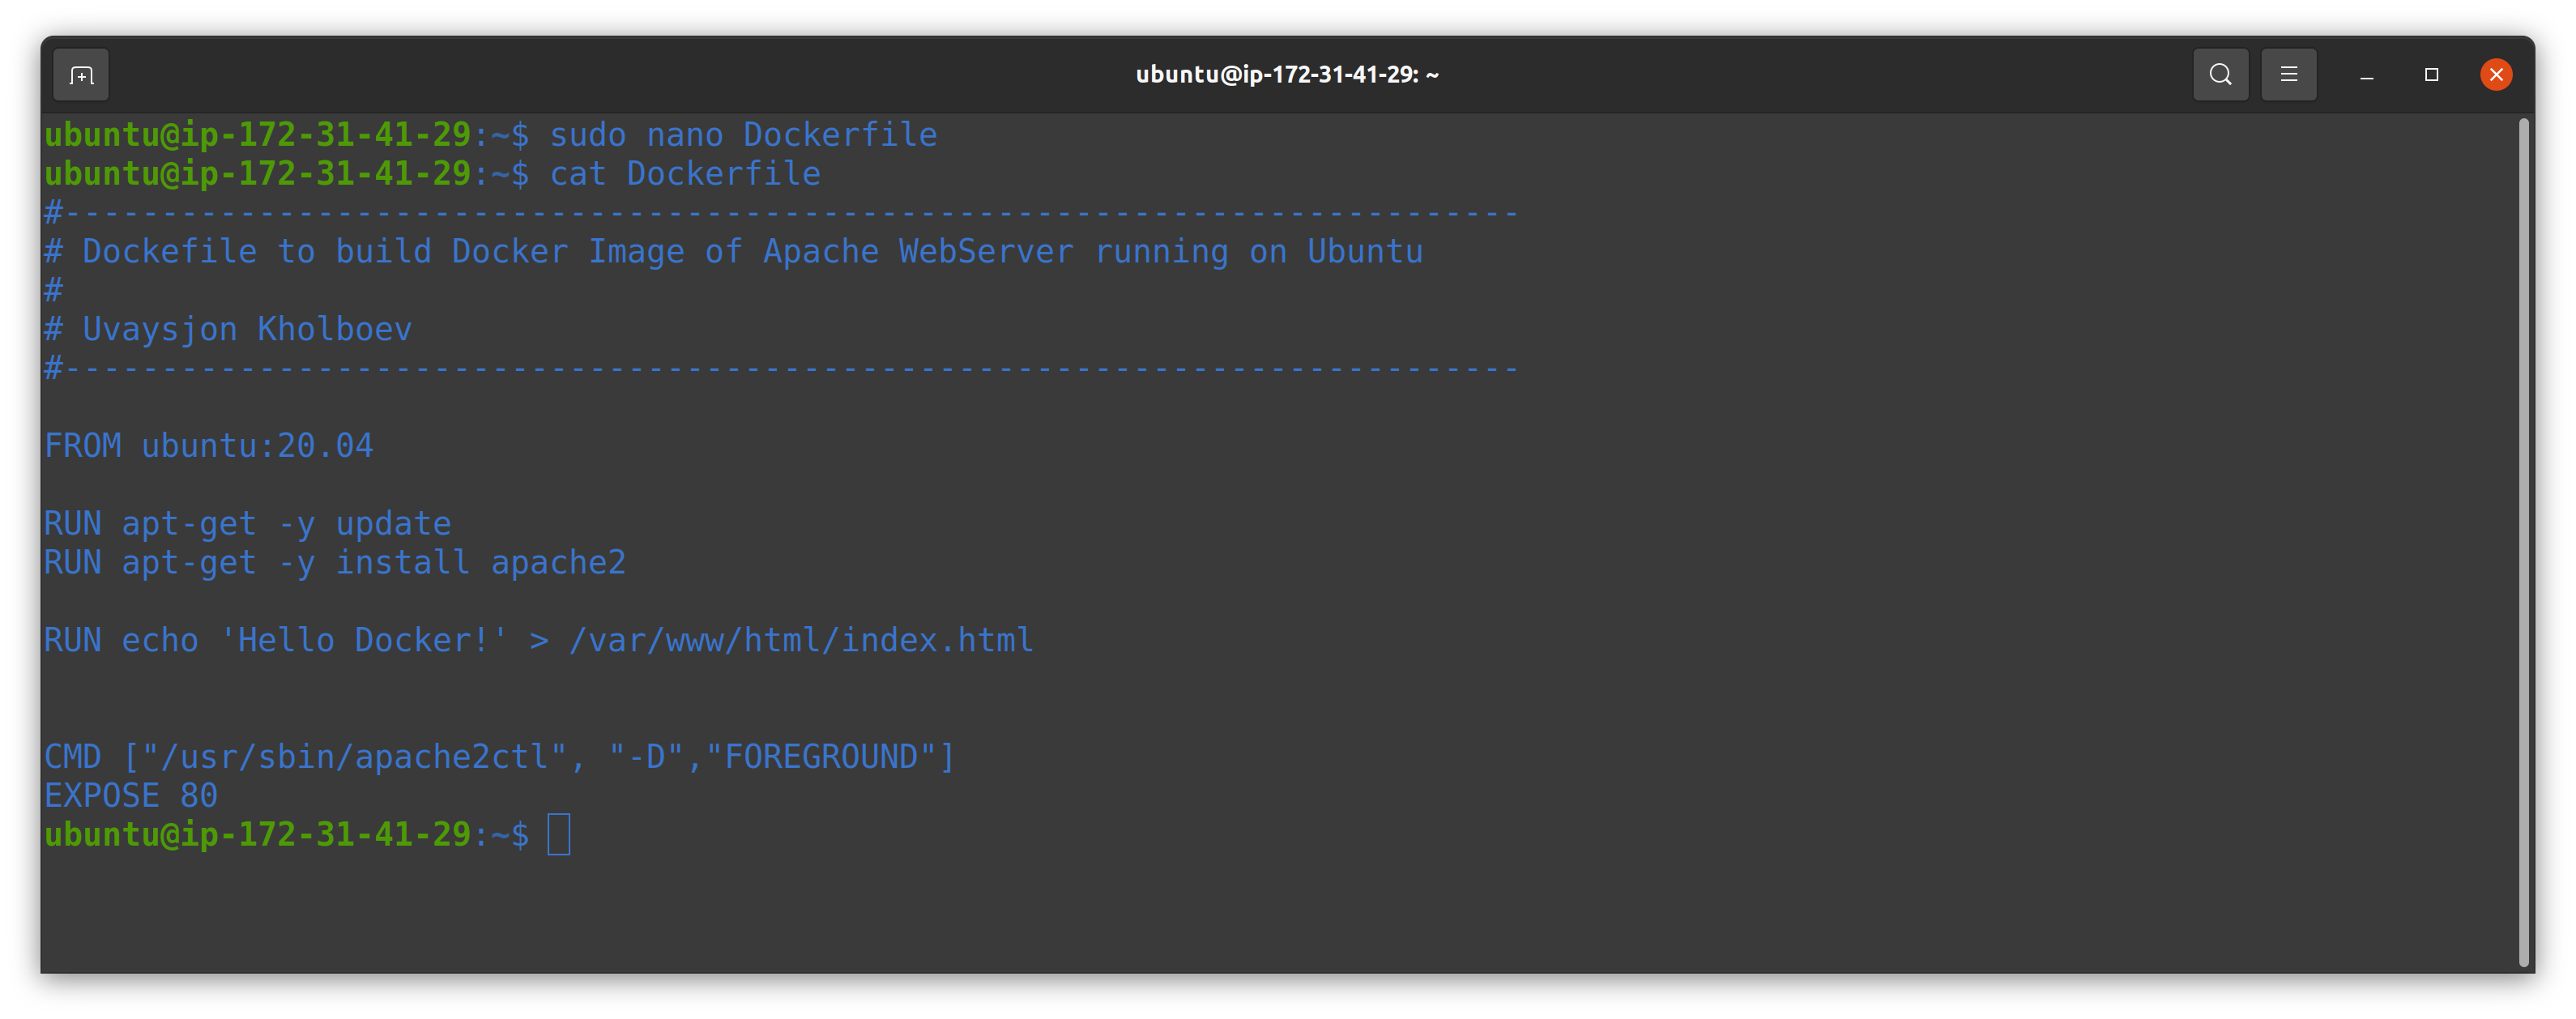 ubuntu@ip-172-31-41-29: ~
ubuntu@ip-172-31-41-29:~$ sudo nano Dockerfile
ubuntu@ip-172-31-41-29:~$ cat Dockerfile
#---------------------------------------------------------------------------
# Dockefile to build Docker Image of Apache WebServer running on Ubuntu
#
# Uvaysjon Kholboev
#---------------------------------------------------------------------------
FROM ubuntu:20.04
RUN apt-get -y update
RUN apt-get -y install apache2
RUN echo 'Hello Docker!' > /var/www/html/index.html
CMD ["/usr/sbin/apache2ctl", "-D","FOREGROUND"]
EXPOSE 80
ubuntu@ip-172-31-41-29:~$